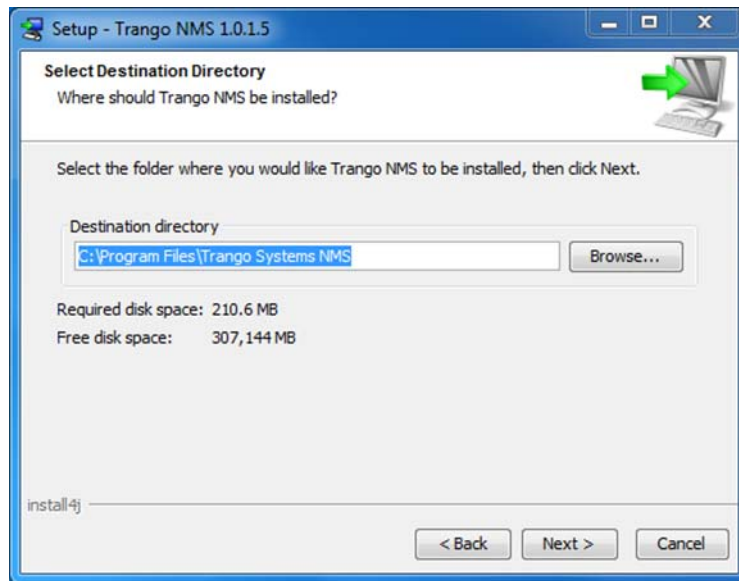 Setup - Trango NMS 1.0.1.5
Select Destination Directory
Where should Trango NMS be installed?
Select the folder where you would like Trango NMS to be installed, then click Next.
Destination directory
C:\Program Files\Trango Systems NMS
Browse...
Required disk space: 210.6 MB
Free disk space: 307,144 MB
install4j
< Back Next > Cancel